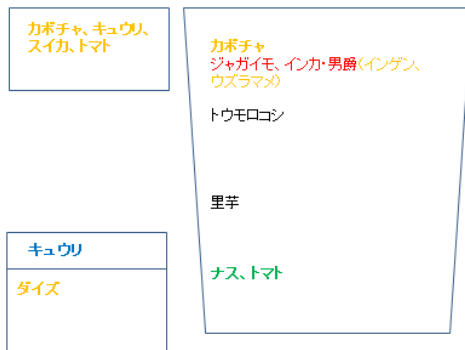 カボチャ、キュウリ、
スイカ、トマト
カボチャ
ジャガイモ、インカ・男爵(インゲン、
ウズラマメ)
トウモロコシ
里芋
ナス、トマト
キュウリ
ダイズ